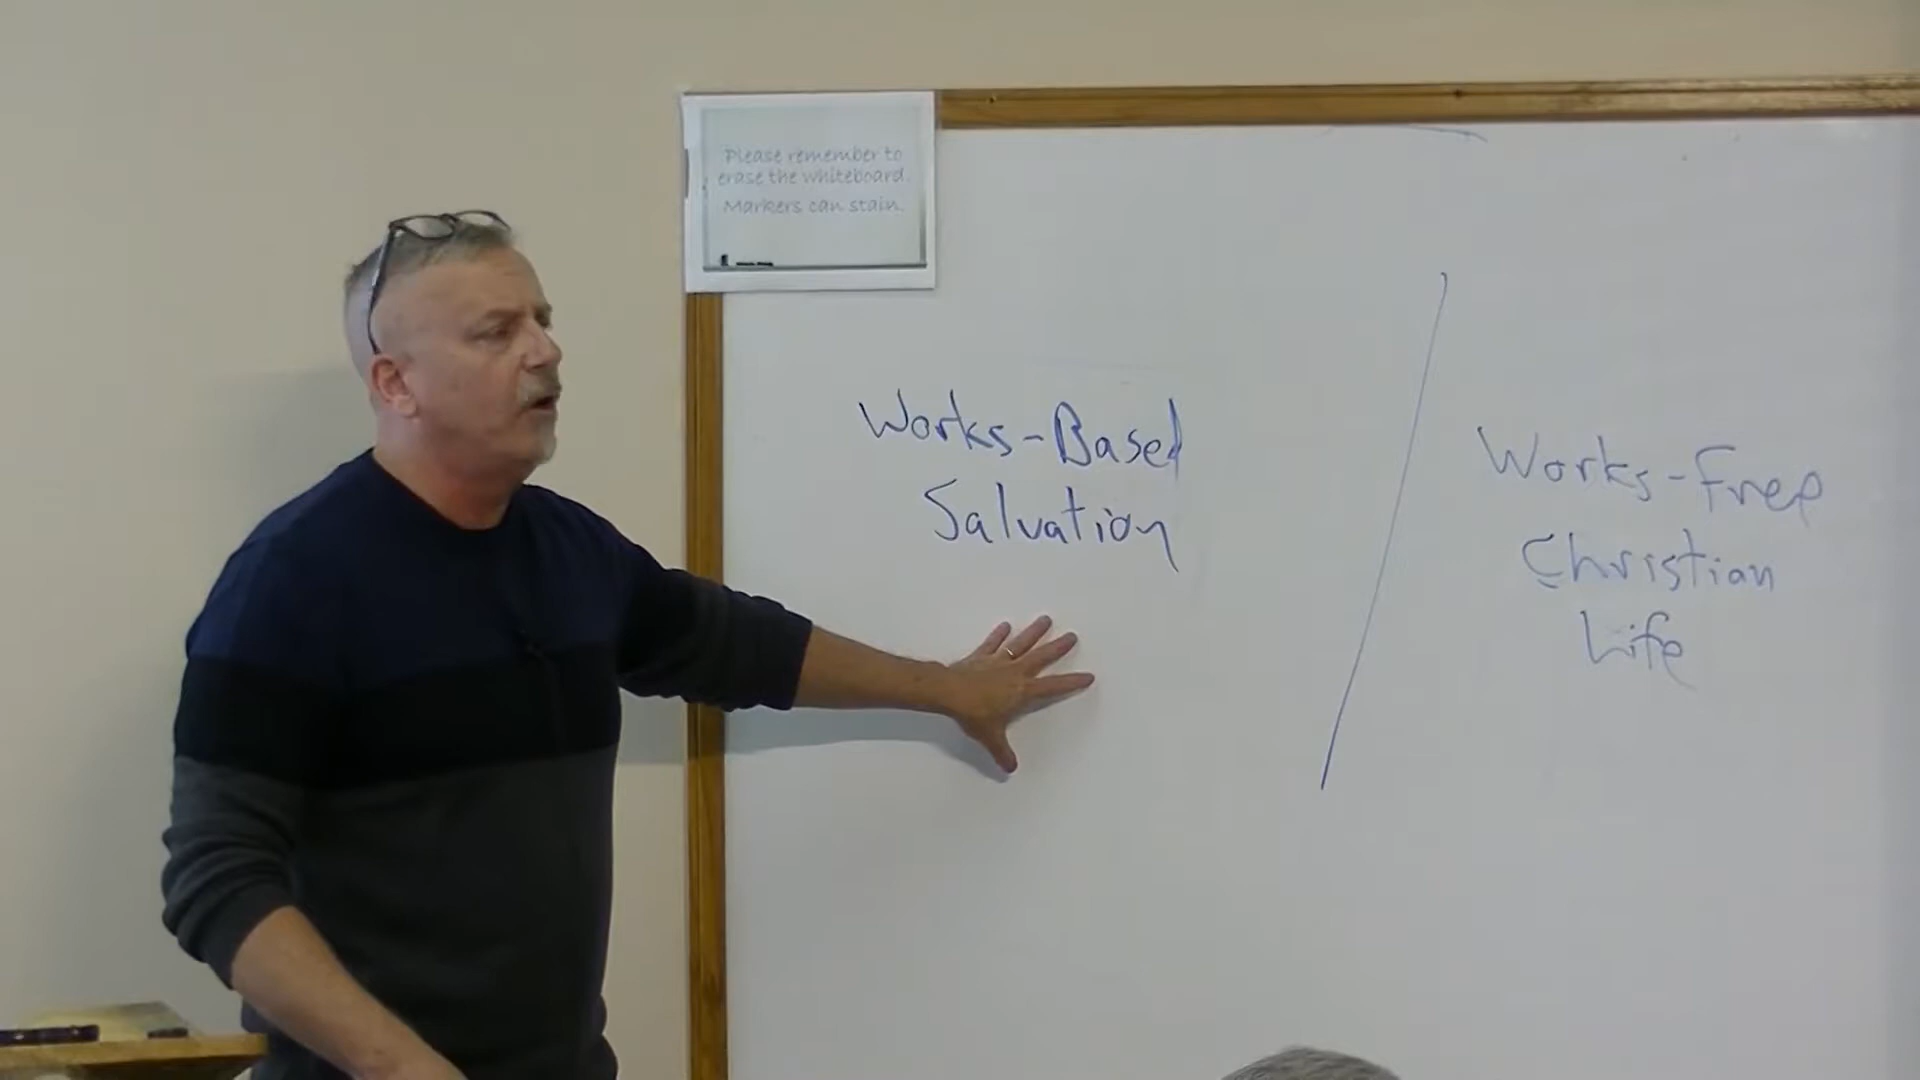 Please remember to
erase the whiteboard.
Markers can stain.
Works-Based
Salvation
Works-Free
Christian
Life